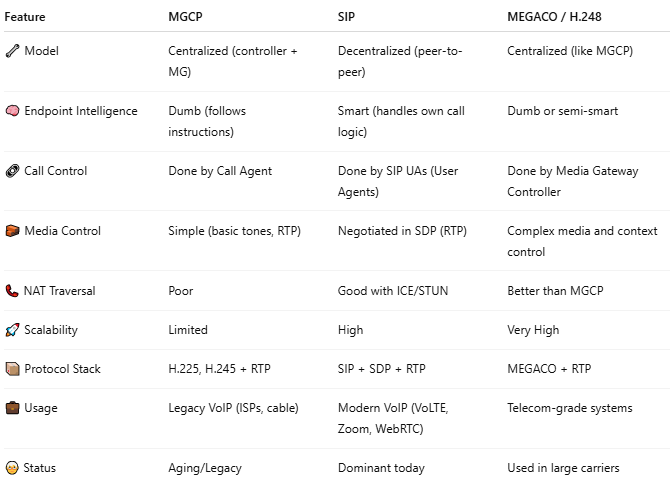 Feature MGCP SIP MEGACO / H.248
Model Centralized (controller + Decentralized (peer-to- Centralized (like MGCP)
MG) peer)
Endpoint Intelligence Dumb (follows Smart (handles own call Dumb or semi-smart
instructions) logic)
Call Control Done by Call Agent Done by SIP UAs (User Done by Media Gateway
Agents) Controller
Media Control Simple (basic tones, RTP) Negotiated in SDP (RTP) Complex media and context
control
NAT Traversal Poor Good with ICE/STUN Better than MGCP
Scalability Limited High Very High
Protocol Stack H.225, H.245 + RTP SIP + SDP + RTP MEGACO + RTP
Usage Legacy VoIP (ISPs, cable) Modern VoIP (VoLTE, Telecom-grade systems
Zoom, WebRTC)
Status Aging/Legacy Dominant today Used in large carriers